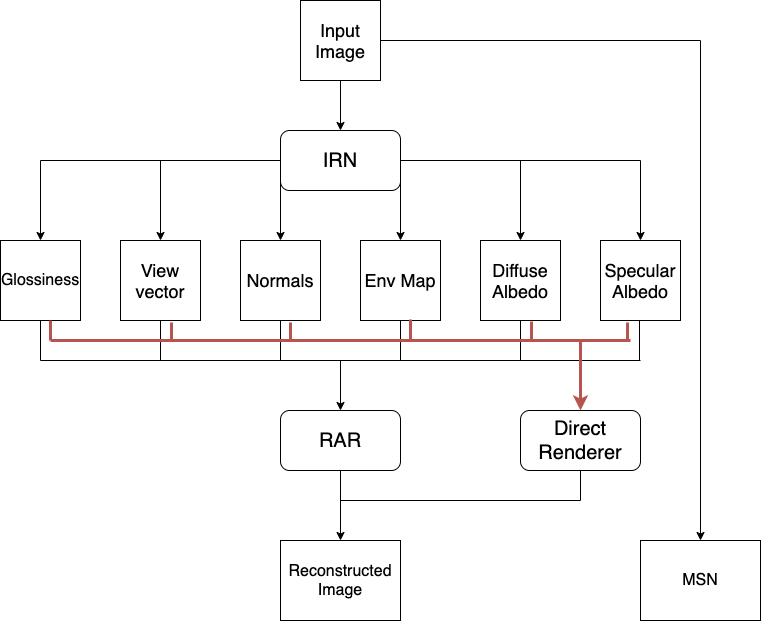 Input
Image
IRN
Glossiness
View
vector
Normals
Env Map
Diffuse
Albedo
Specular
Albedo
RAR
Direct
Renderer
Reconstructed
Image
MSN